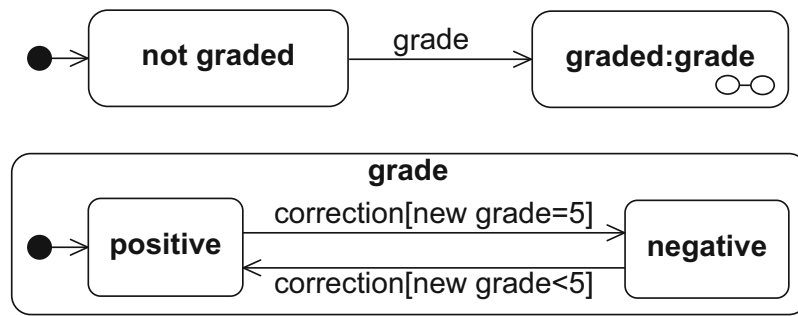 not graded
grade
graded:grade
grade
positive
correction[new grade=5]
correction[new grade<5]
negative